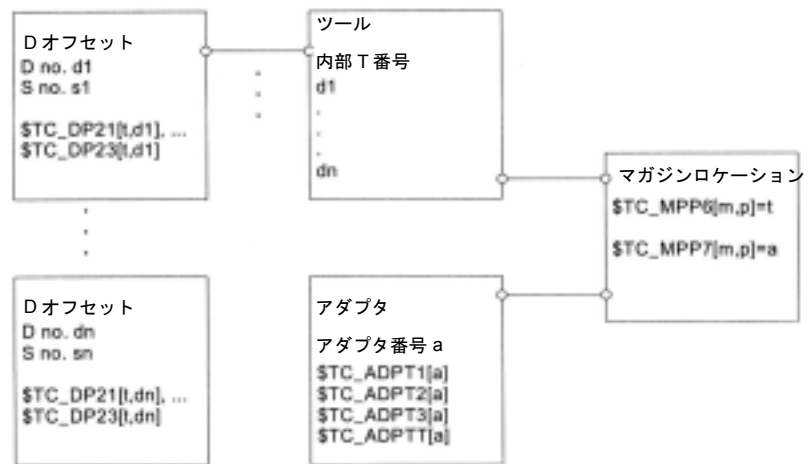 Dオフセット
D no. d1
S no. s1
$TC_DP21[t,d1], ...
$TC_DP23[t,d1]
.
.
.
Dオフセット
D no. dn
S no. sn
$TC_DP21[t,dn], ...
$TC_DP23[t,dn]
.
.
.
ツール
内部T番号
d1
.
.
.
dn
アダプタ
アダプタ番号 a
$TC_ADPT1[a]
$TC_ADPT2[a]
$TC_ADPT3[a]
$TC_ADPTT[a]
マガジンロケーション
$TC_MPP6[m,p]=t
$TC_MPP7[m,p]=a